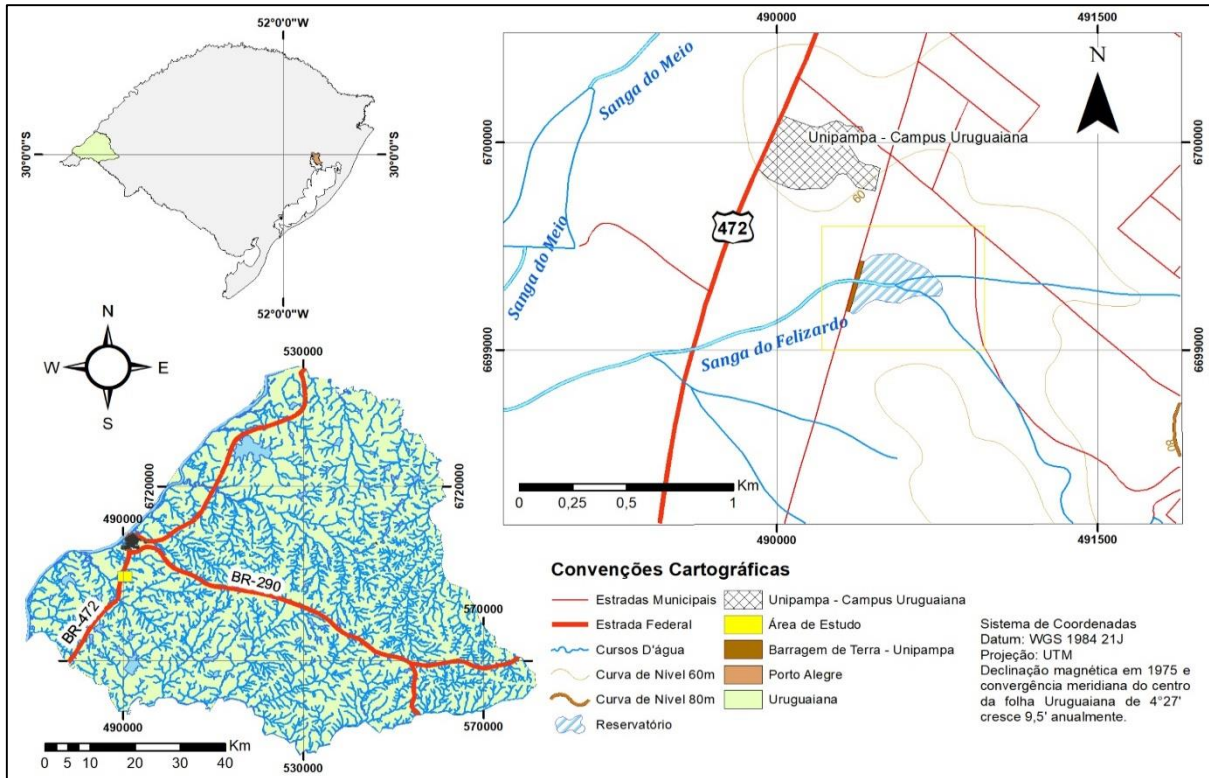 52°0'0"W
30°0'0"S
30°0'0"S
52°0'0"W
N
W
E
S
530000
6720000
6720000
490000
BR-472
BR-290
570000
490000
570000
530000
Km
0 5 10 20 30 40
490000
491500
Sanga do Meio
N
6700000
Unipampa - Campus Uruguaiana
6700000
60
472
Sanga do Meio
Sanga do Felizardo
6699000
6699000
80
Km
0 0,25 0,5 1
490000
491500
Convenções Cartográficas
Estradas Municipais
Estrada Federal
Cursos D'água
Curva de Nível 60m
Curva de Nível 80m
Reservatório
Unipampa - Campus Uruguaiana
Área de Estudo
Barragem de Terra - Unipampa
Porto Alegre
Uruguaiana
Sistema de Coordenadas
Datum: WGS 1984 21J
Projeção: UTM
Declinação magnética em 1975 e
convergência meridiana do centro
da folha Uruguaiana de 4°27'
cresce 9,5' anualmente.